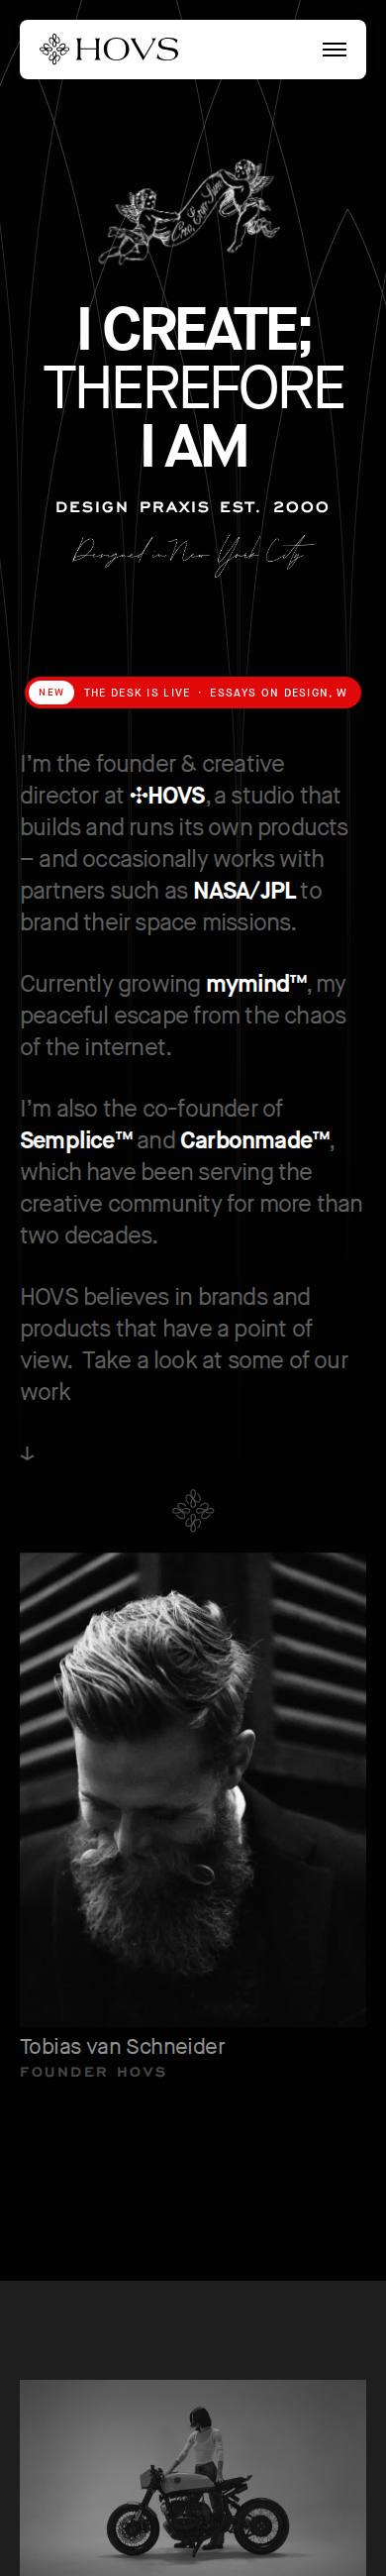 HOVS
I CREATE;
THEREFORE
I AM
DESIGN PRAXIS EST. 2000
Designed in New York City
NEW THE DESK IS LIVE · ESSAYS ON DESIGN, W
I’m the founder & creative
director at ✣HOVS, a studio that
builds and runs its own products
– and occasionally works with
partners such as NASA/JPL to
brand their space missions.
Currently growing mymind™, my
peaceful escape from the chaos
of the internet.
I’m also the co-founder of
Semplice™ and Carbonmade™,
which have been serving the
creative community for more than
two decades.
HOVS believes in brands and
products that have a point of
view. Take a look at some of our
work
↓
Tobias van Schneider
FOUNDER HOVS